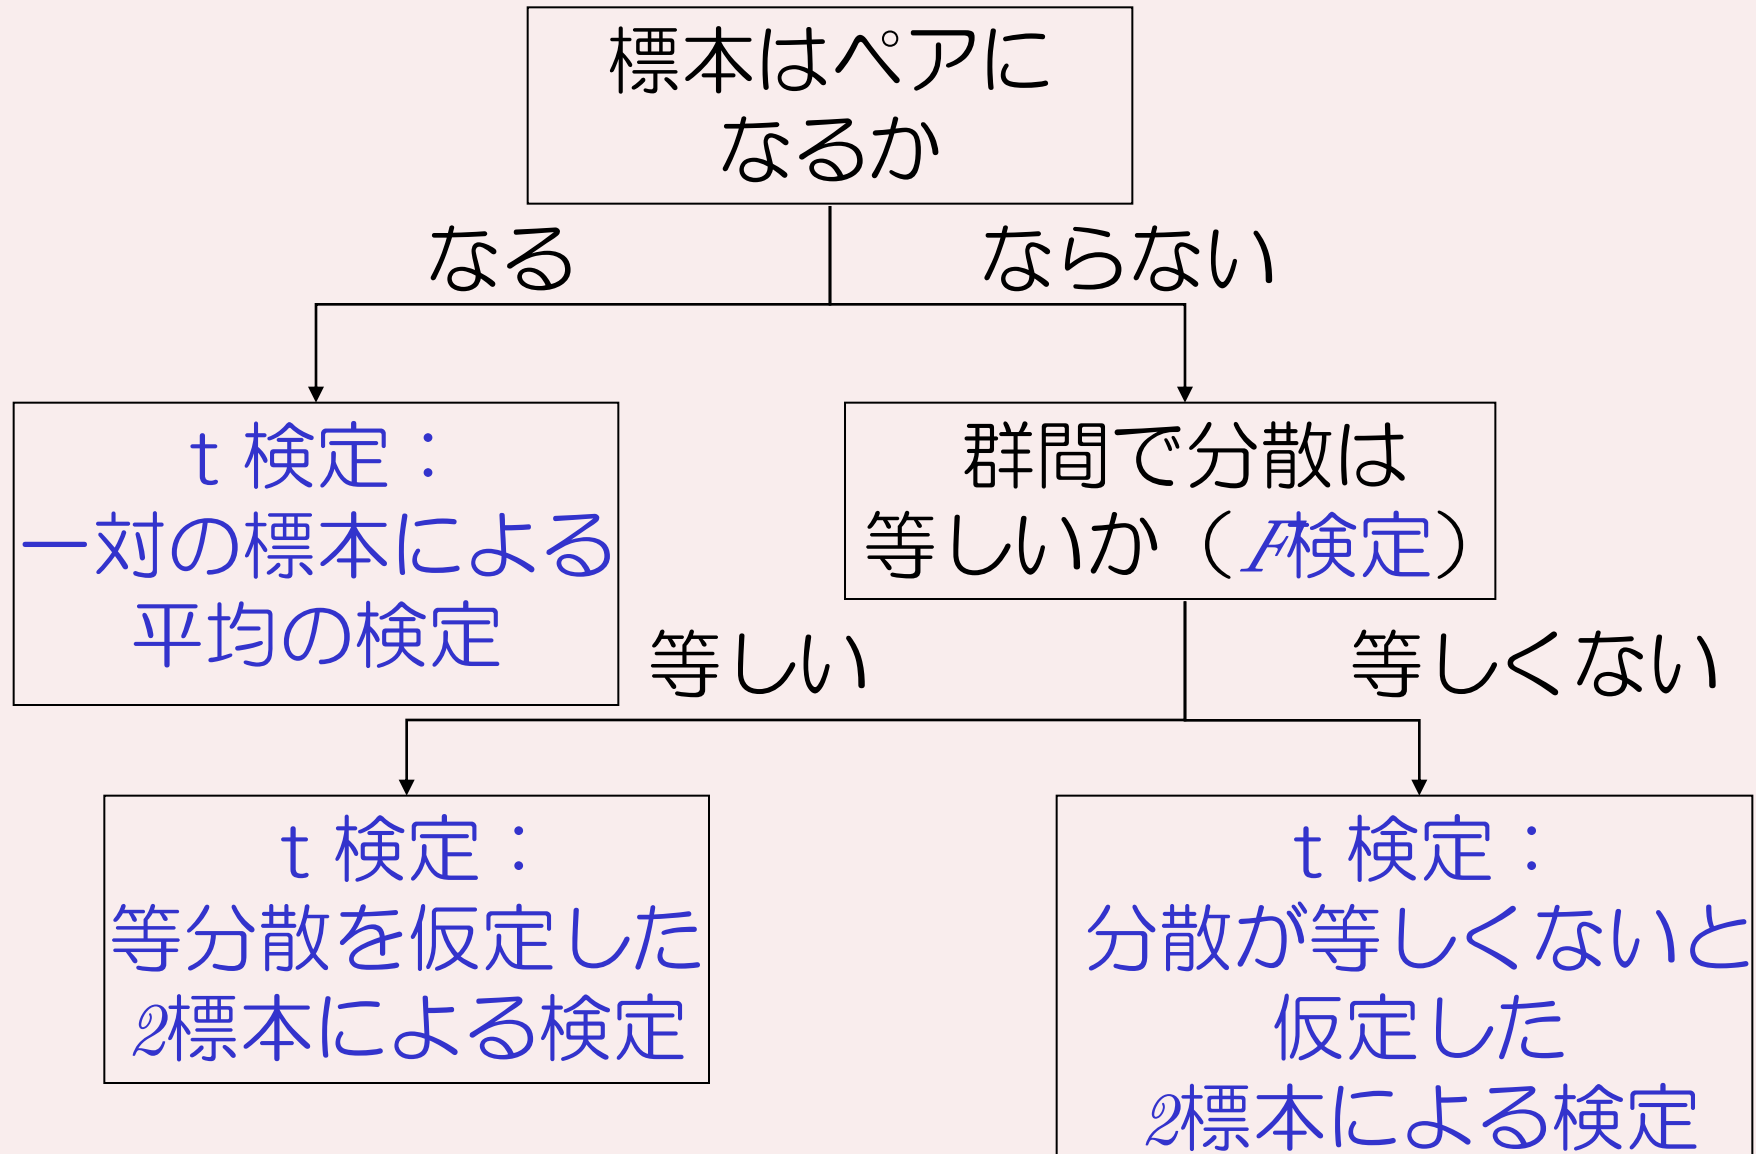 標本はペアに
なるか
なる
ならない
t 検定：
一対の標本による
平均の検定
群間で分散は
等しいか（F検定）
等しい
等しくない
t 検定：
等分散を仮定した
2標本による検定
t 検定：
分散が等しくないと
仮定した
2標本による検定